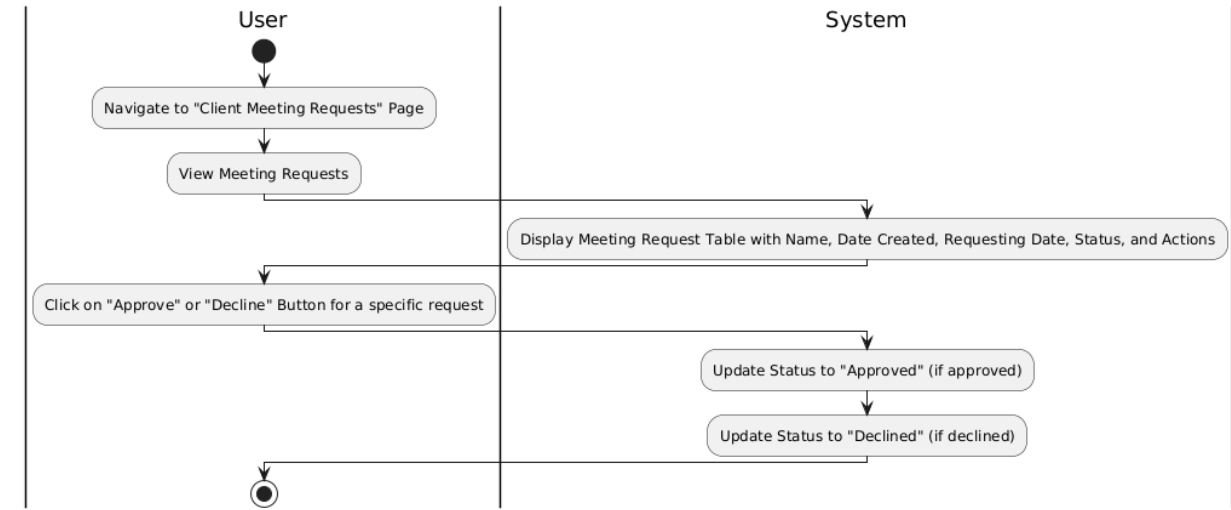 User
System
Navigate to "Client Meeting Requests" Page
View Meeting Requests
Display Meeting Request Table with Name, Date Created, Requesting Date, Status, and Actions
Click on "Approve" or "Decline" Button for a specific request
Update Status to "Approved" (if approved)
Update Status to "Declined" (if declined)